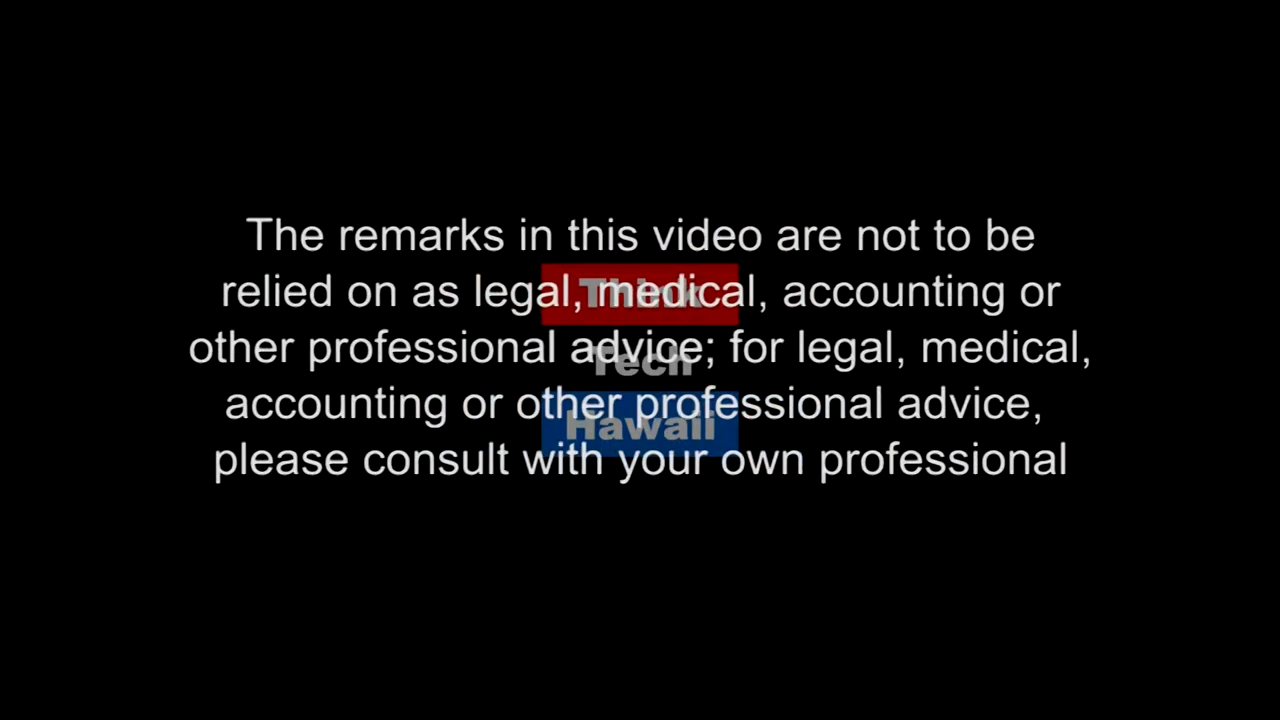 The remarks in this video are not to be
relied on as legal, medical, accounting or
other professional advice; for legal, medical,
accounting or other professional advice,
please consult with your own professional
Think
Tech
Hawaii